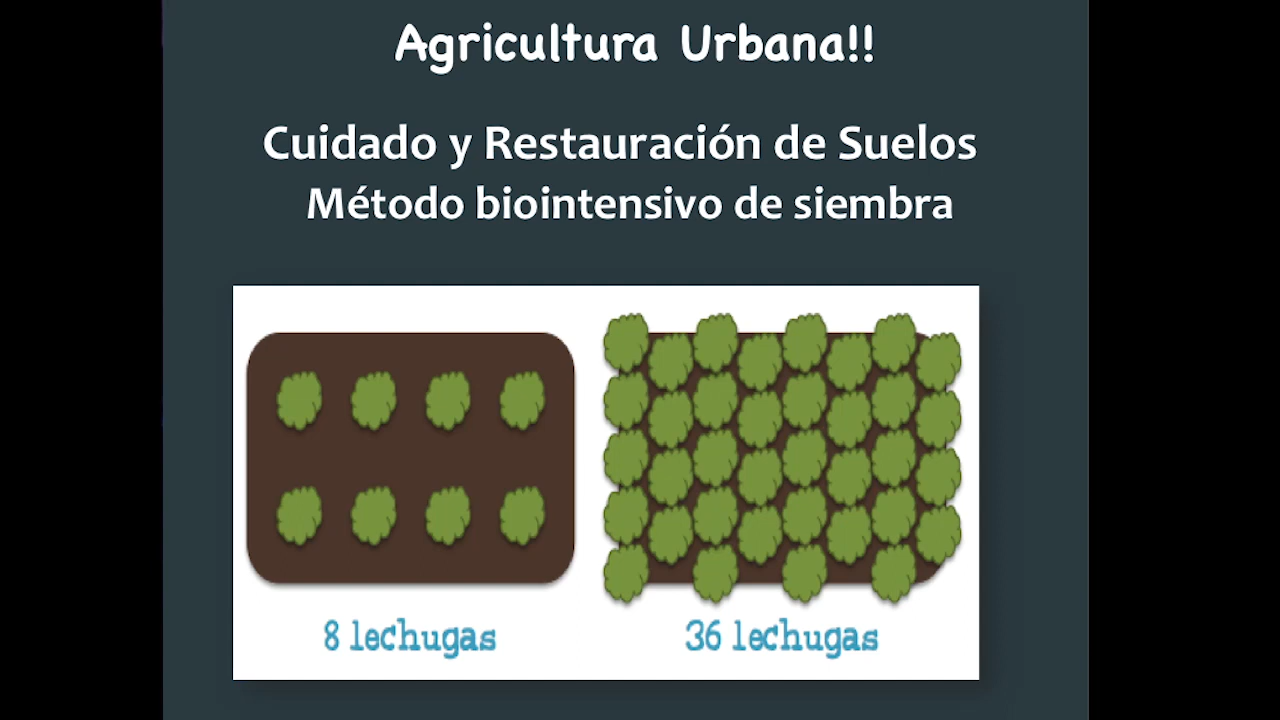 Agricultura Urbana!!
Cuidado y Restauración de Suelos
Método biointensivo de siembra
8 lechugas
36 lechugas